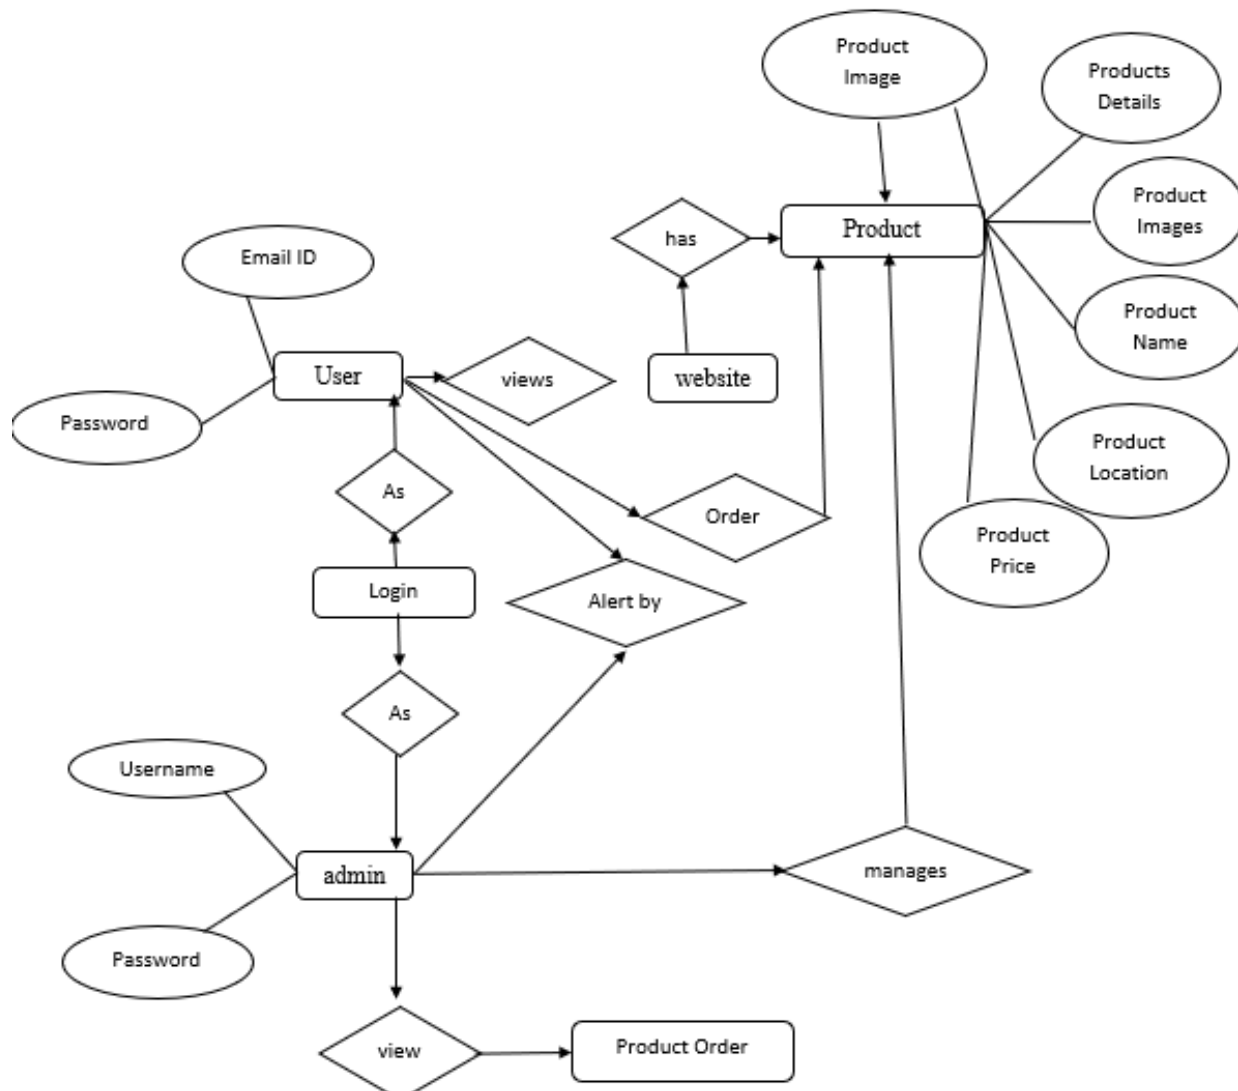 Product
Image
Products
Details
Product
Images
Product
has
Email ID
Product
Name
User
views
website
Password
Product
Location
As
Order
Product
Price
Login
Alert by
As
Username
admin
manages
Password
view
Product Order